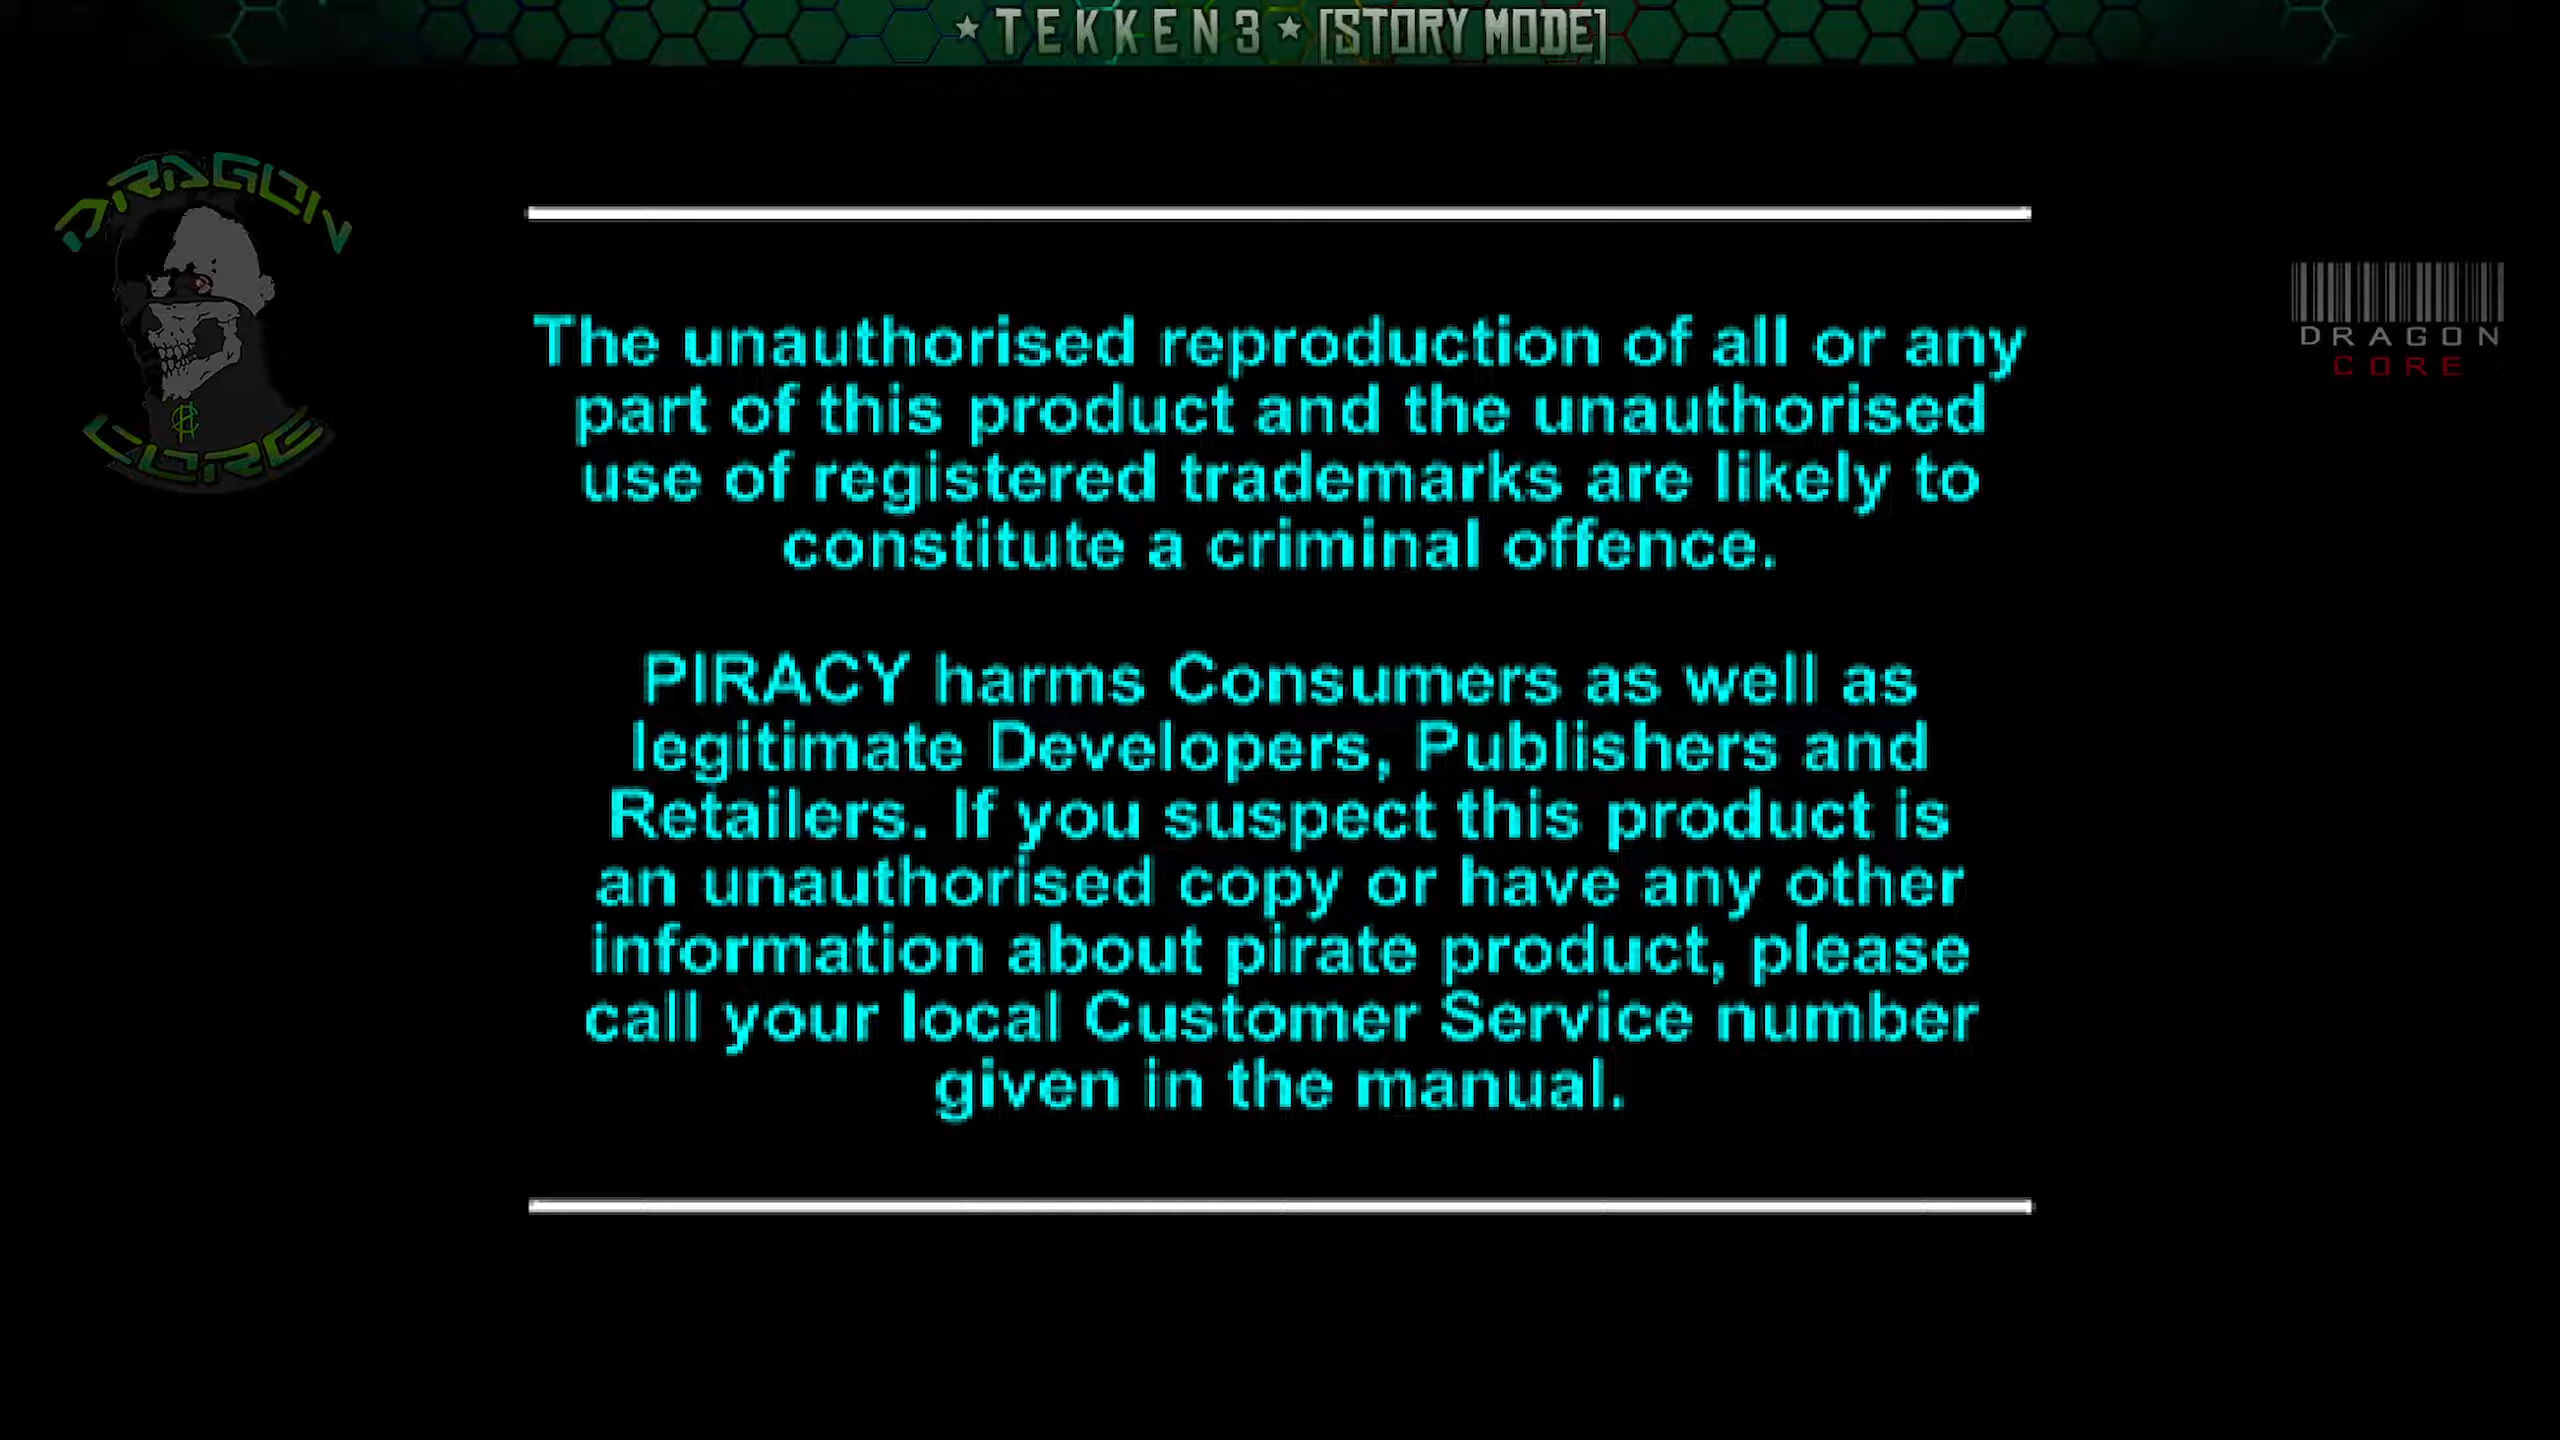 ★ TEKKEN 3 ★ [STORY MODE]
DRAGON
CORE
DRAGON
CORE
The unauthorised reproduction of all or any
part of this product and the unauthorised
use of registered trademarks are likely to
constitute a criminal offence.
PIRACY harms Consumers as well as
legitimate Developers, Publishers and
Retailers. If you suspect this product is
an unauthorised copy or have any other
information about pirate product, please
call your local Customer Service number
given in the manual.